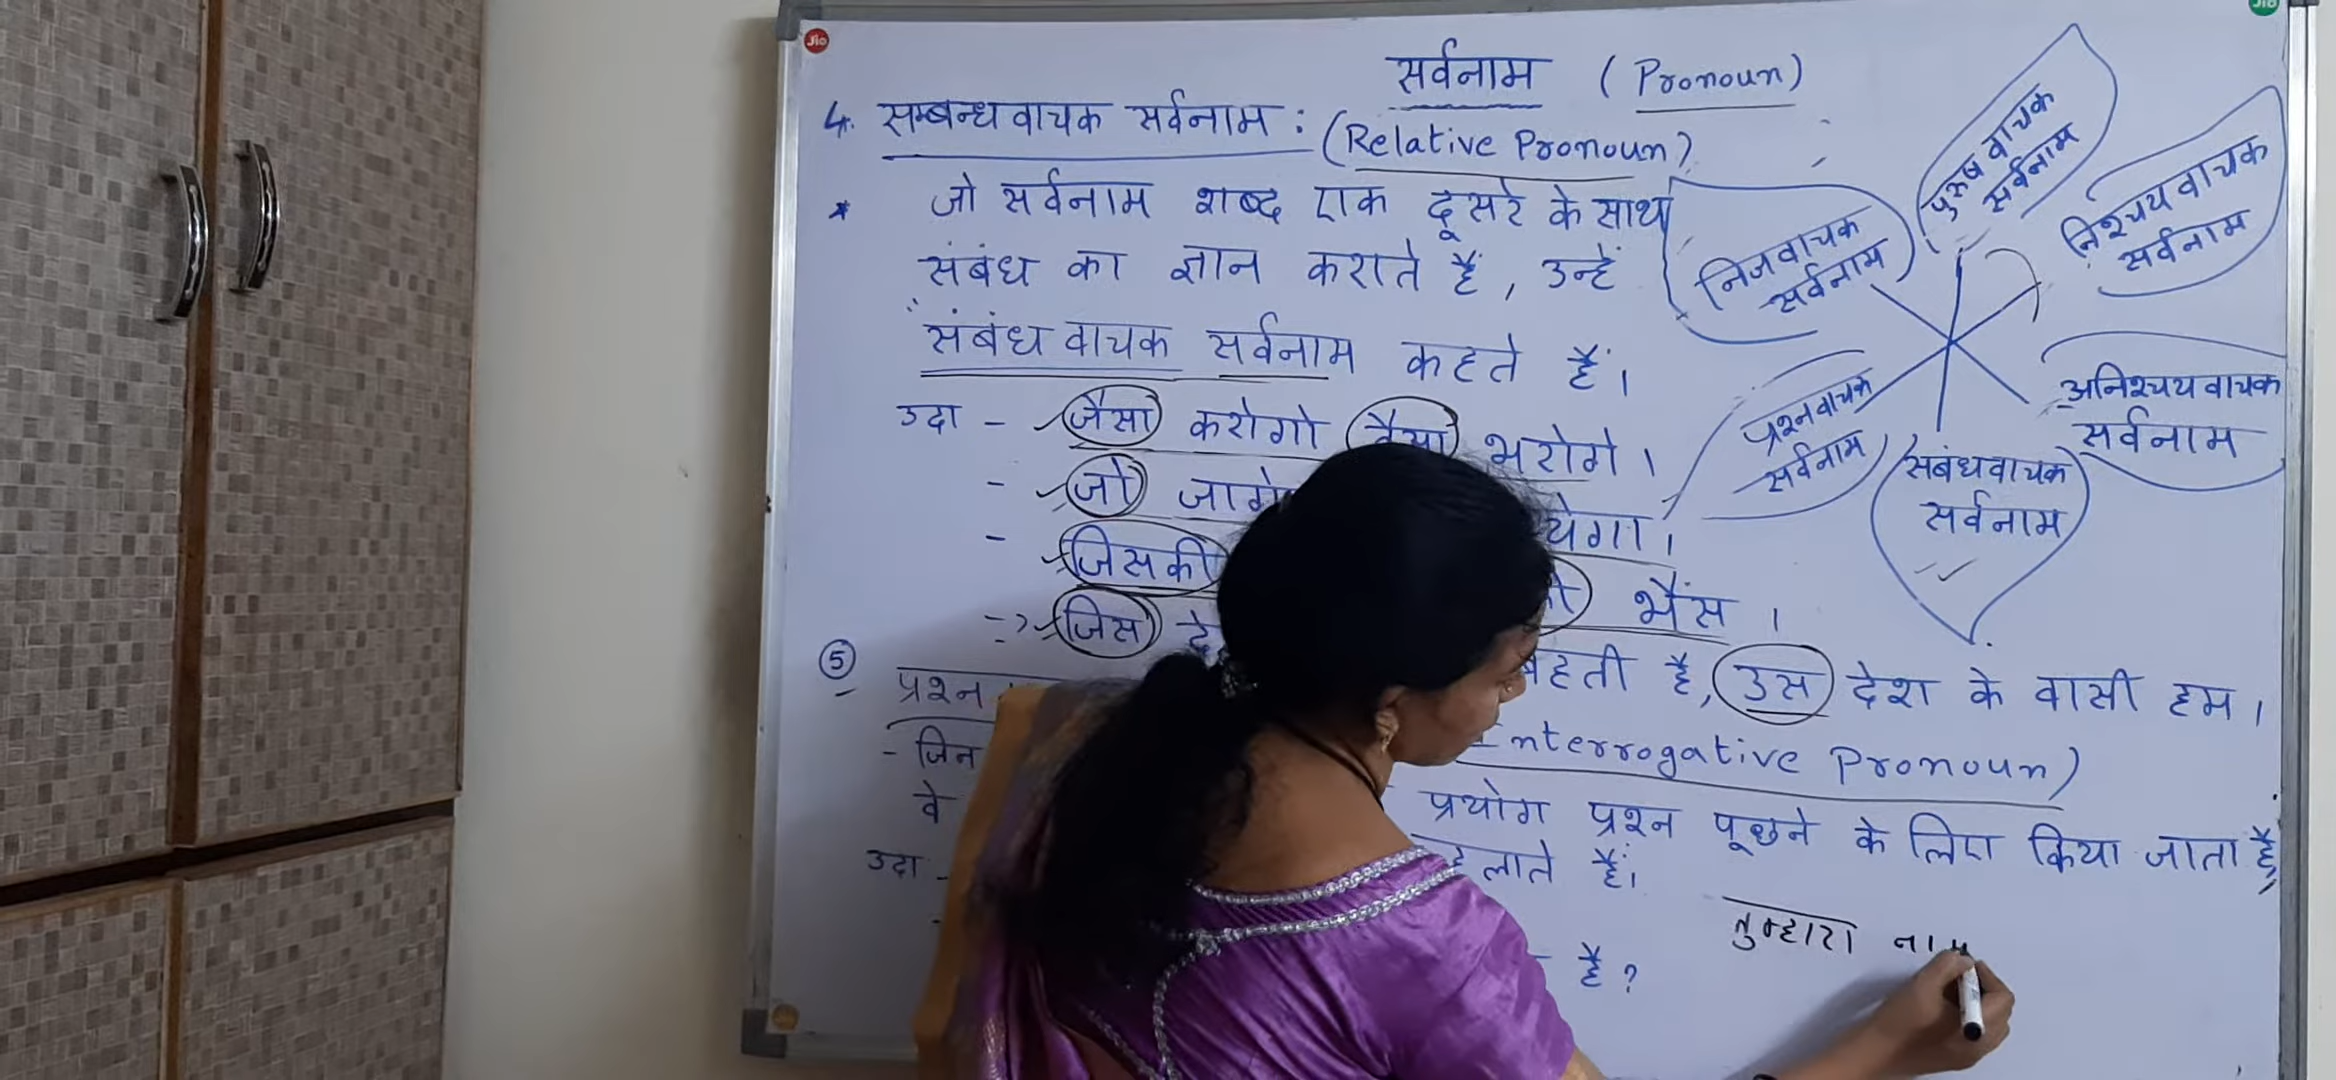 Jio
Jio
सर्वनाम (Pronoun)
4. सम्बन्धवाचक सर्वनाम : (Relative Pronoun)
* जो सर्वनाम शब्द एक दूसरे के साथ
संबंध का ज्ञान कराते हैं, उन्हें
संबंध वाचक सर्वनाम कहते हैं।
उदा - जैसा करोगो वैसा भरोगे।
- जो
- जिसकी भैंस ।
-> जिस बहती है, उस देश के वासी हम।
⑤ प्रश्न Interrogative Pronoun)
- जिन प्रयोग प्रश्न पूछने के लिए किया जाता है,
वे लाते हैं।
उदा -
- है ?
तुम्हारा नाम
पुरुष वाचक
सर्वनाम
निश्चयवाचक
सर्वनाम
अनिश्चयवाचक
सर्वनाम
संबंधवाचक
सर्वनाम
प्रश्नवाचक
सर्वनाम
निजवाचक
सर्वनाम